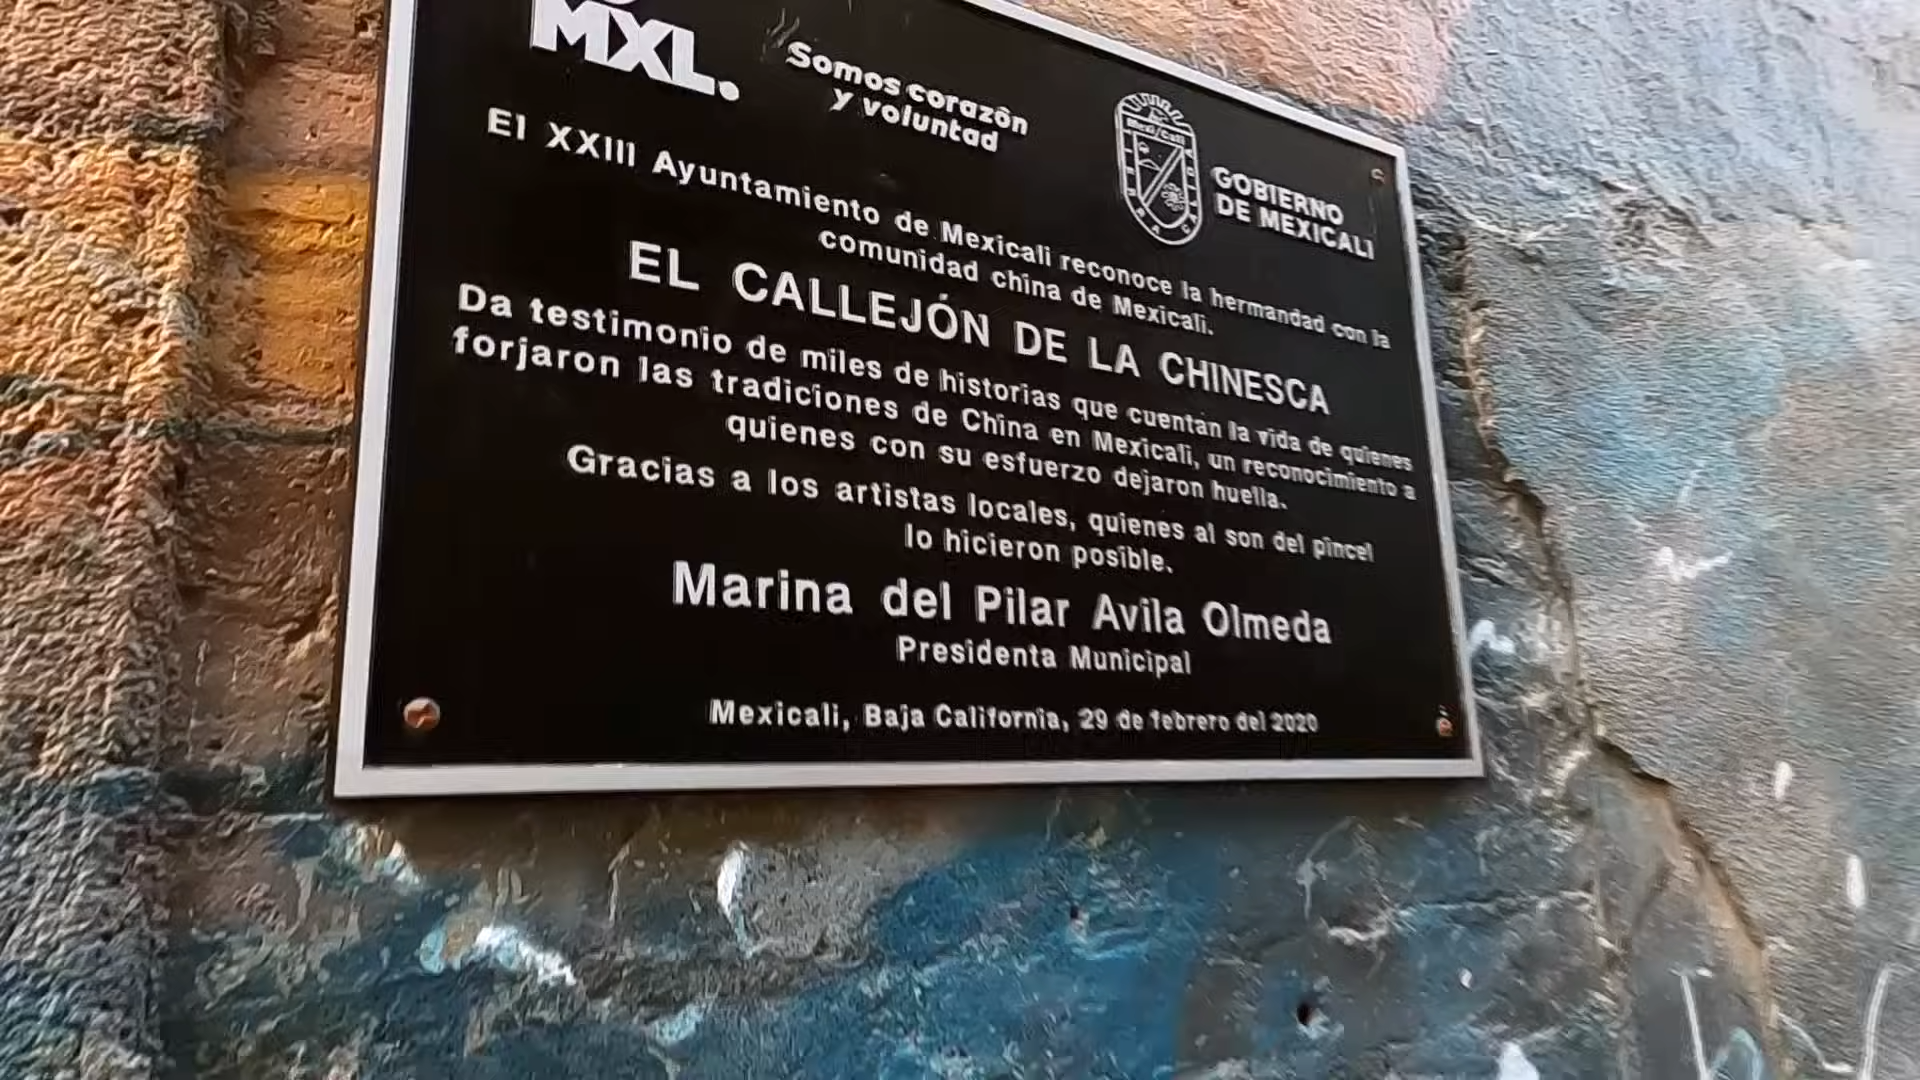 MXL.
Somos corazón
y voluntad
Mexi/Cali
GOBIERNO
DE MEXICALI
El XXIII Ayuntamiento de Mexicali reconoce la hermandad con la
comunidad china de Mexicali.
EL CALLEJÓN DE LA CHINESCA
Da testimonio de miles de historias que cuentan la vida de quienes
forjaron las tradiciones de China en Mexicali, un reconocimiento a
quienes con su esfuerzo dejaron huella.
Gracias a los artistas locales, quienes al son del pincel
lo hicieron posible.
Marina del Pilar Avila Olmeda
Presidenta Municipal
Mexicali, Baja California, 29 de febrero del 2020